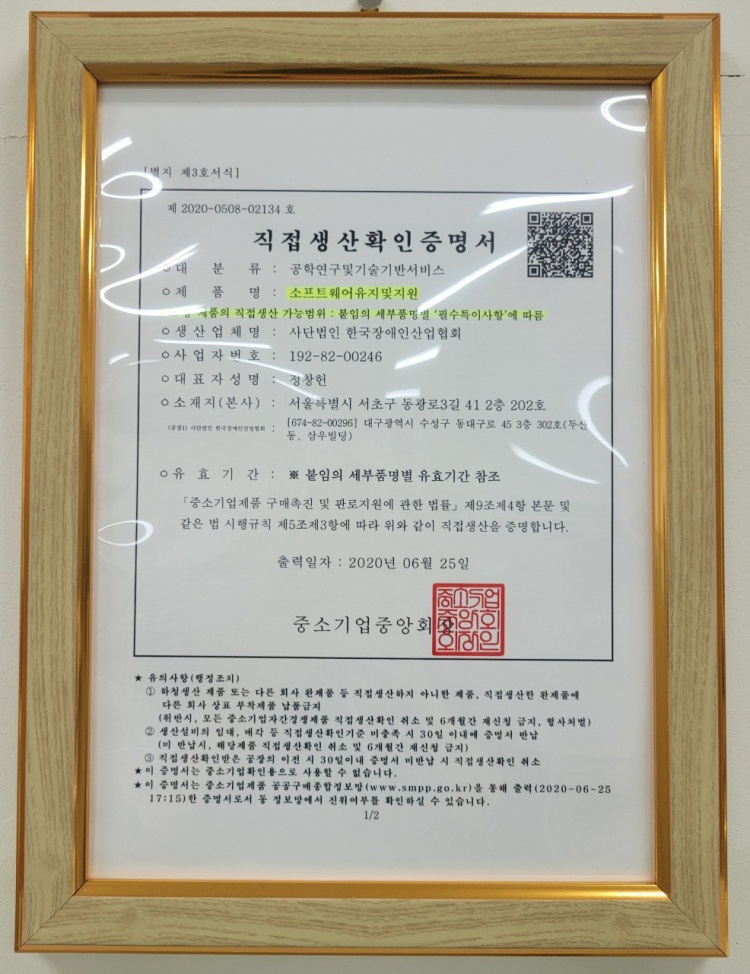 [별지 제3호서식]
제 2020-0508-02134 호
직접생산확인증명서
ㅇ대 분 류 : 공학연구및기술기반서비스
ㅇ제 품 명 : 소프트웨어유지및지원
제품의 직접생산 가능범위 : 붙임의 세부품명별 '필수특이사항'에 따름
ㅇ생산업체명 : 사단법인 한국장애인산업협회
ㅇ사업자번호 : 192-82-00246
ㅇ대표자성명 : 정창헌
ㅇ소재지(본사) : 서울특별시 서초구 동광로3길 41 2층 202호
(공장1) 사단법인 한국장애인산업협회 : [674-82-00296] 대구광역시 수성구 동대구로 45 3층 302호(두산
동, 삼우빌딩)
ㅇ유 효 기 간 : ※ 붙임의 세부품명별 유효기간 참조
「중소기업제품 구매촉진 및 판로지원에 관한 법률」제9조제4항 본문 및
같은 법 시행규칙 제5조제3항에 따라 위와 같이 직접생산을 증명합니다.
출력일자 : 2020년 06월 25일
중소기업중앙회장
★ 유의사항(행정조치)
① 하청생산 제품 또는 다른 회사 완제품 등 직접생산하지 아니한 제품, 직접생산한 완제품에
다른 회사 상표 부착제품 납품금지
(위반시, 모든 중소기업자간경쟁제품 직접생산확인 취소 및 6개월간 재신청 금지, 형사처벌)
② 생산설비의 임대, 매각 등 직접생산확인기준 미충족 시 30일 이내에 증명서 반납
(미 반납시, 해당제품 직접생산확인 취소 및 6개월간 재신청 금지)
③ 직접생산확인받은 공장의 이전 시 30일이내 증명서 미반납 시 직접생산확인 취소
★이 증명서는 중소기업확인용으로 사용할 수 없습니다.
★이 증명서는 중소기업제품 공공구매종합정보망(www.smpp.go.kr)을 통해 출력(2020-06-25
17:15)한 증명서로서 동 정보망에서 진위여부를 확인하실 수 있습니다.
1/2